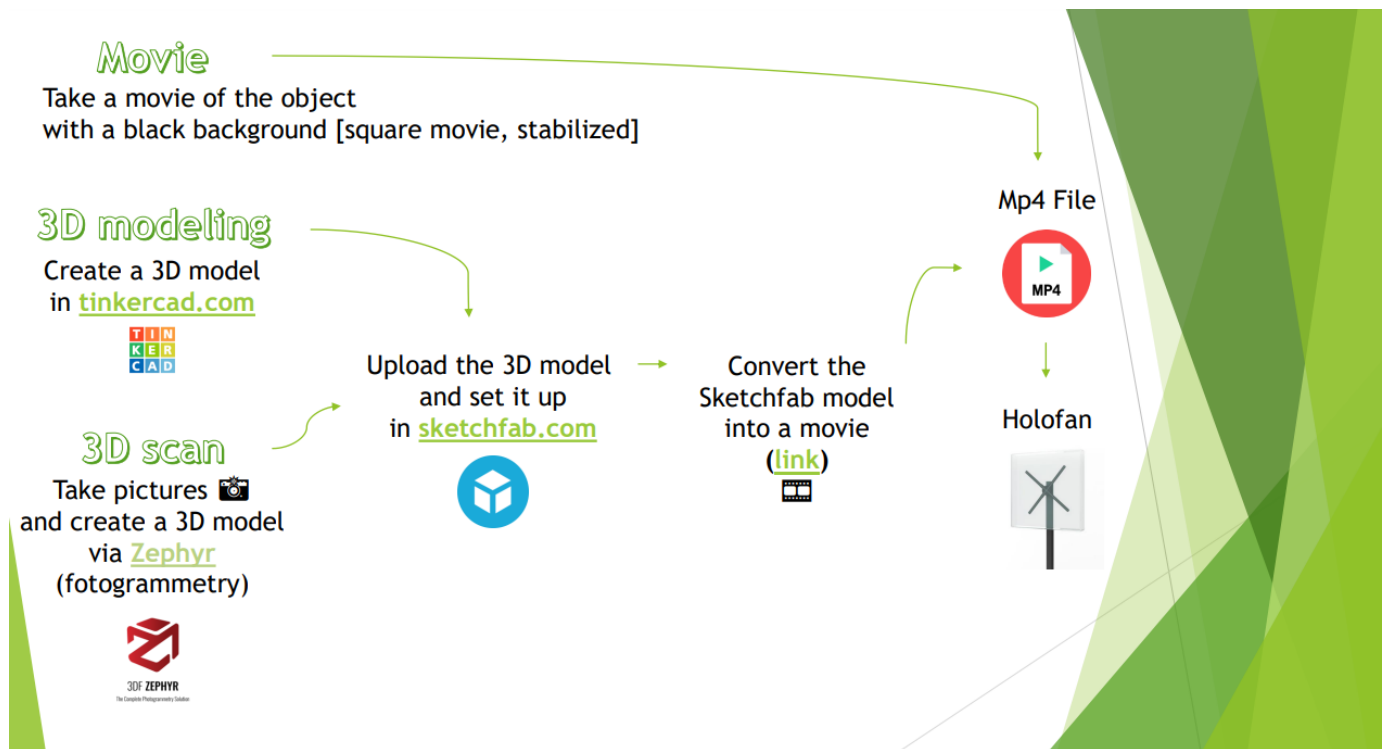 Movie
Take a movie of the object
with a black background [square movie, stabilized]
3D modeling
Create a 3D model
in tinkercad.com
TIN
KER
CAD
3D scan
Take pictures
and create a 3D model
via Zephyr
(fotogrammetry)
3DF ZEPHYR
The Complete Photogrammetry Solution
Upload the 3D model
and set it up
in sketchfab.com
Convert the
Sketchfab model
into a movie
(link)
Mp4 File
MP4
Holofan